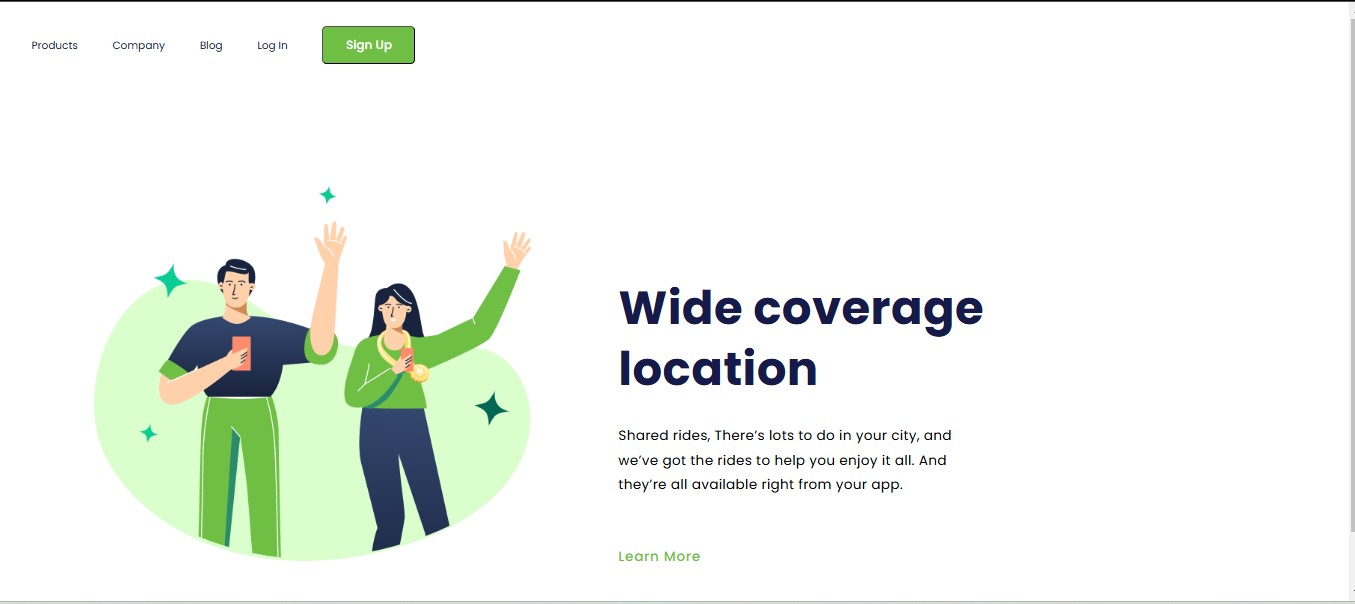 Products Company Blog Log In Sign Up
Wide coverage
location
Shared rides, There’s lots to do in your city, and
we’ve got the rides to help you enjoy it all. And
they’re all available right from your app.
Learn More